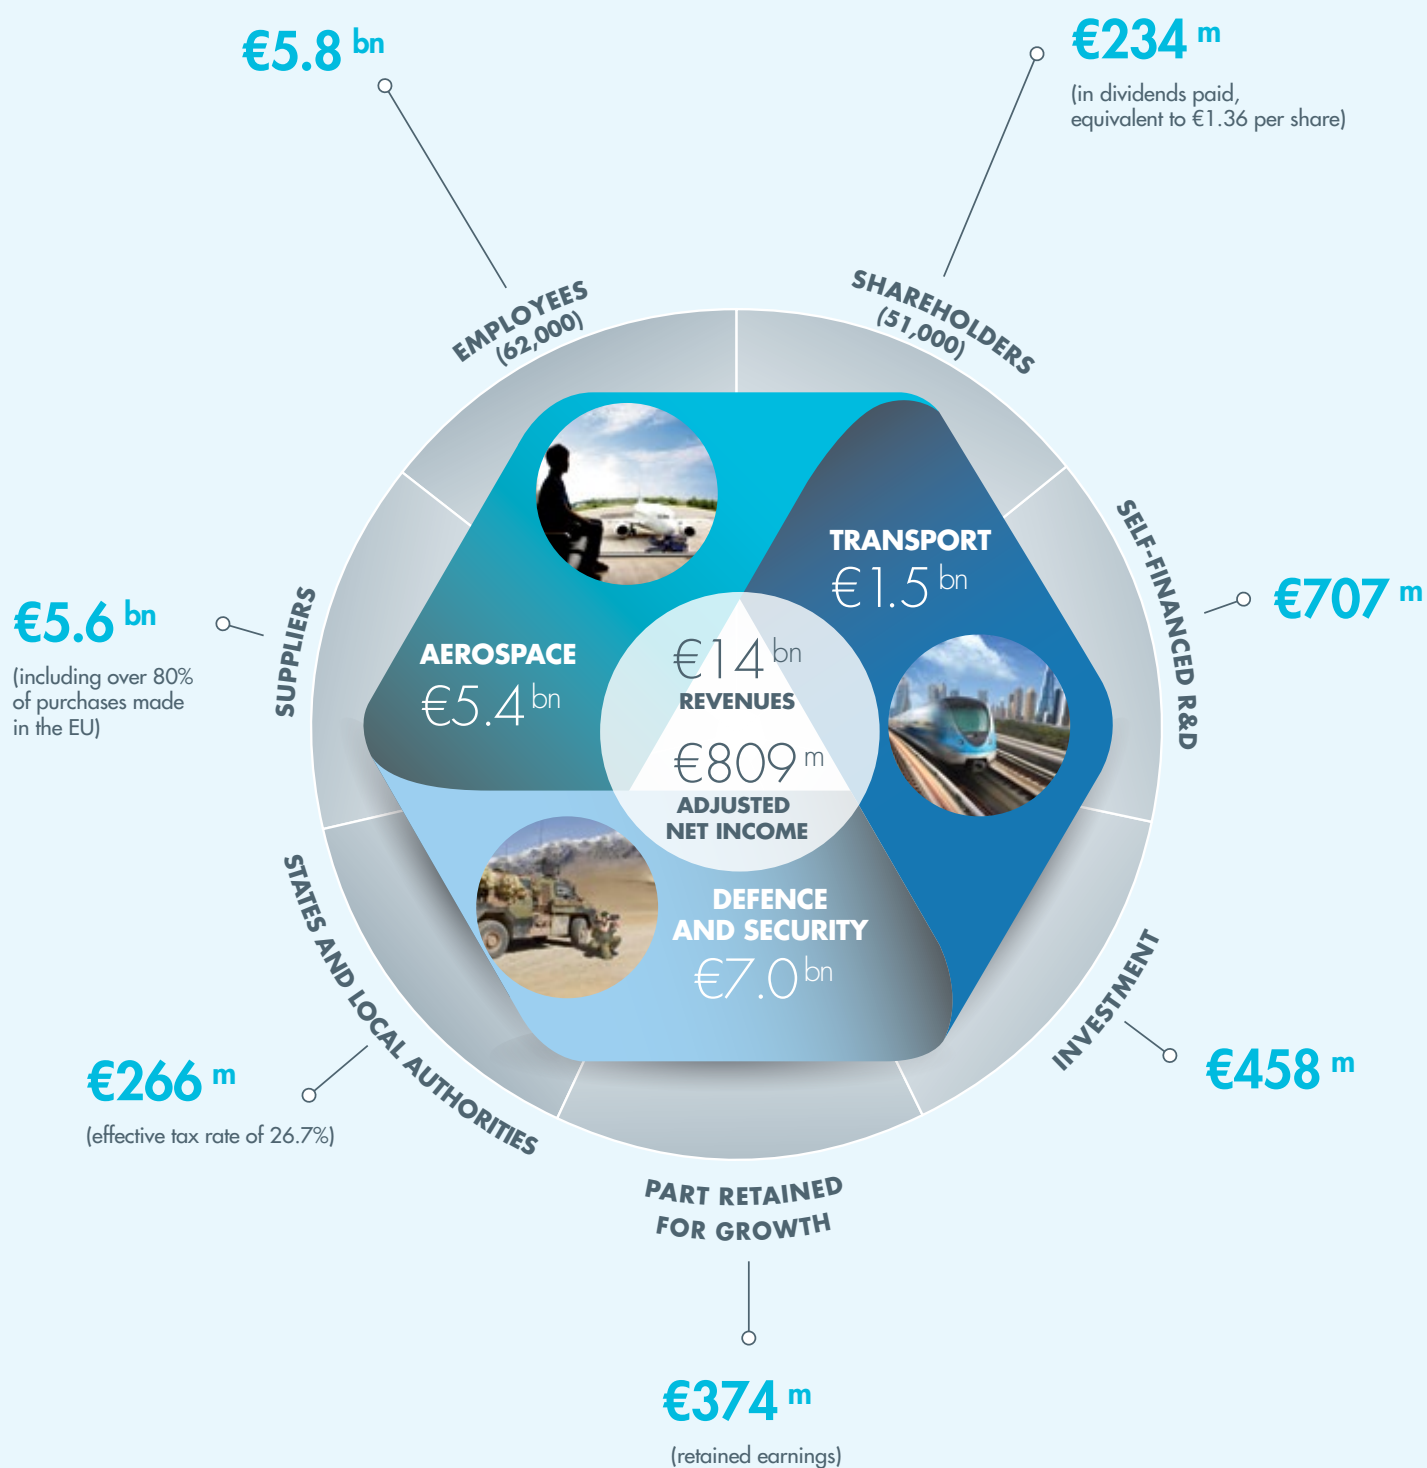 €5.8 bn
€234 m
(in dividends paid,
equivalent to €1.36 per share)
EMPLOYEES
(62,000)
SHAREHOLDERS
(51,000)
SELF-FINANCED R&D
€707 m
TRANSPORT
€1.5 bn
SUPPLIERS
€5.6 bn
(including over 80%
of purchases made
in the EU)
AEROSPACE
€5.4 bn
€14 bn
REVENUES
€809 m
ADJUSTED
NET INCOME
DEFENCE
AND SECURITY
€7.0 bn
STATES AND LOCAL AUTHORITIES
€266 m
(effective tax rate of 26.7%)
INVESTMENT
€458 m
PART RETAINED
FOR GROWTH
€374 m
(retained earnings)